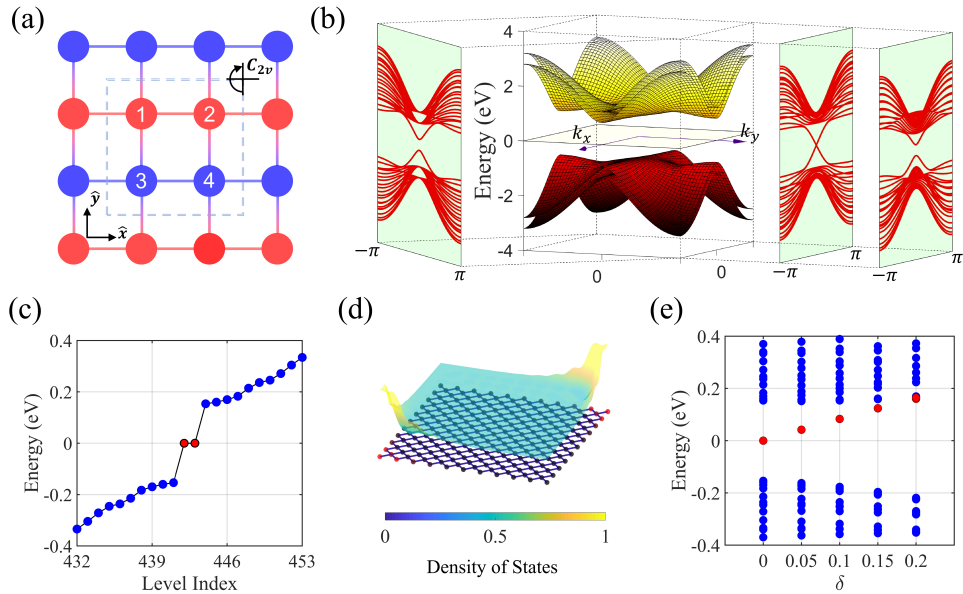 (a)
C₂ᵥ
1
2
3
4
ŷ
x̂
(b)
Energy (eV)
4
2
0
-2
-4
kₓ
k_y
0
0
−π
π
−π
π
−π
π
(c)
Energy (eV)
0.4
0.2
0
-0.2
-0.4
432
439
446
453
Level Index
(d)
0
0.5
1
Density of States
(e)
Energy (eV)
0.4
0.2
0
-0.2
-0.4
0
0.05
0.1
0.15
0.2
δ